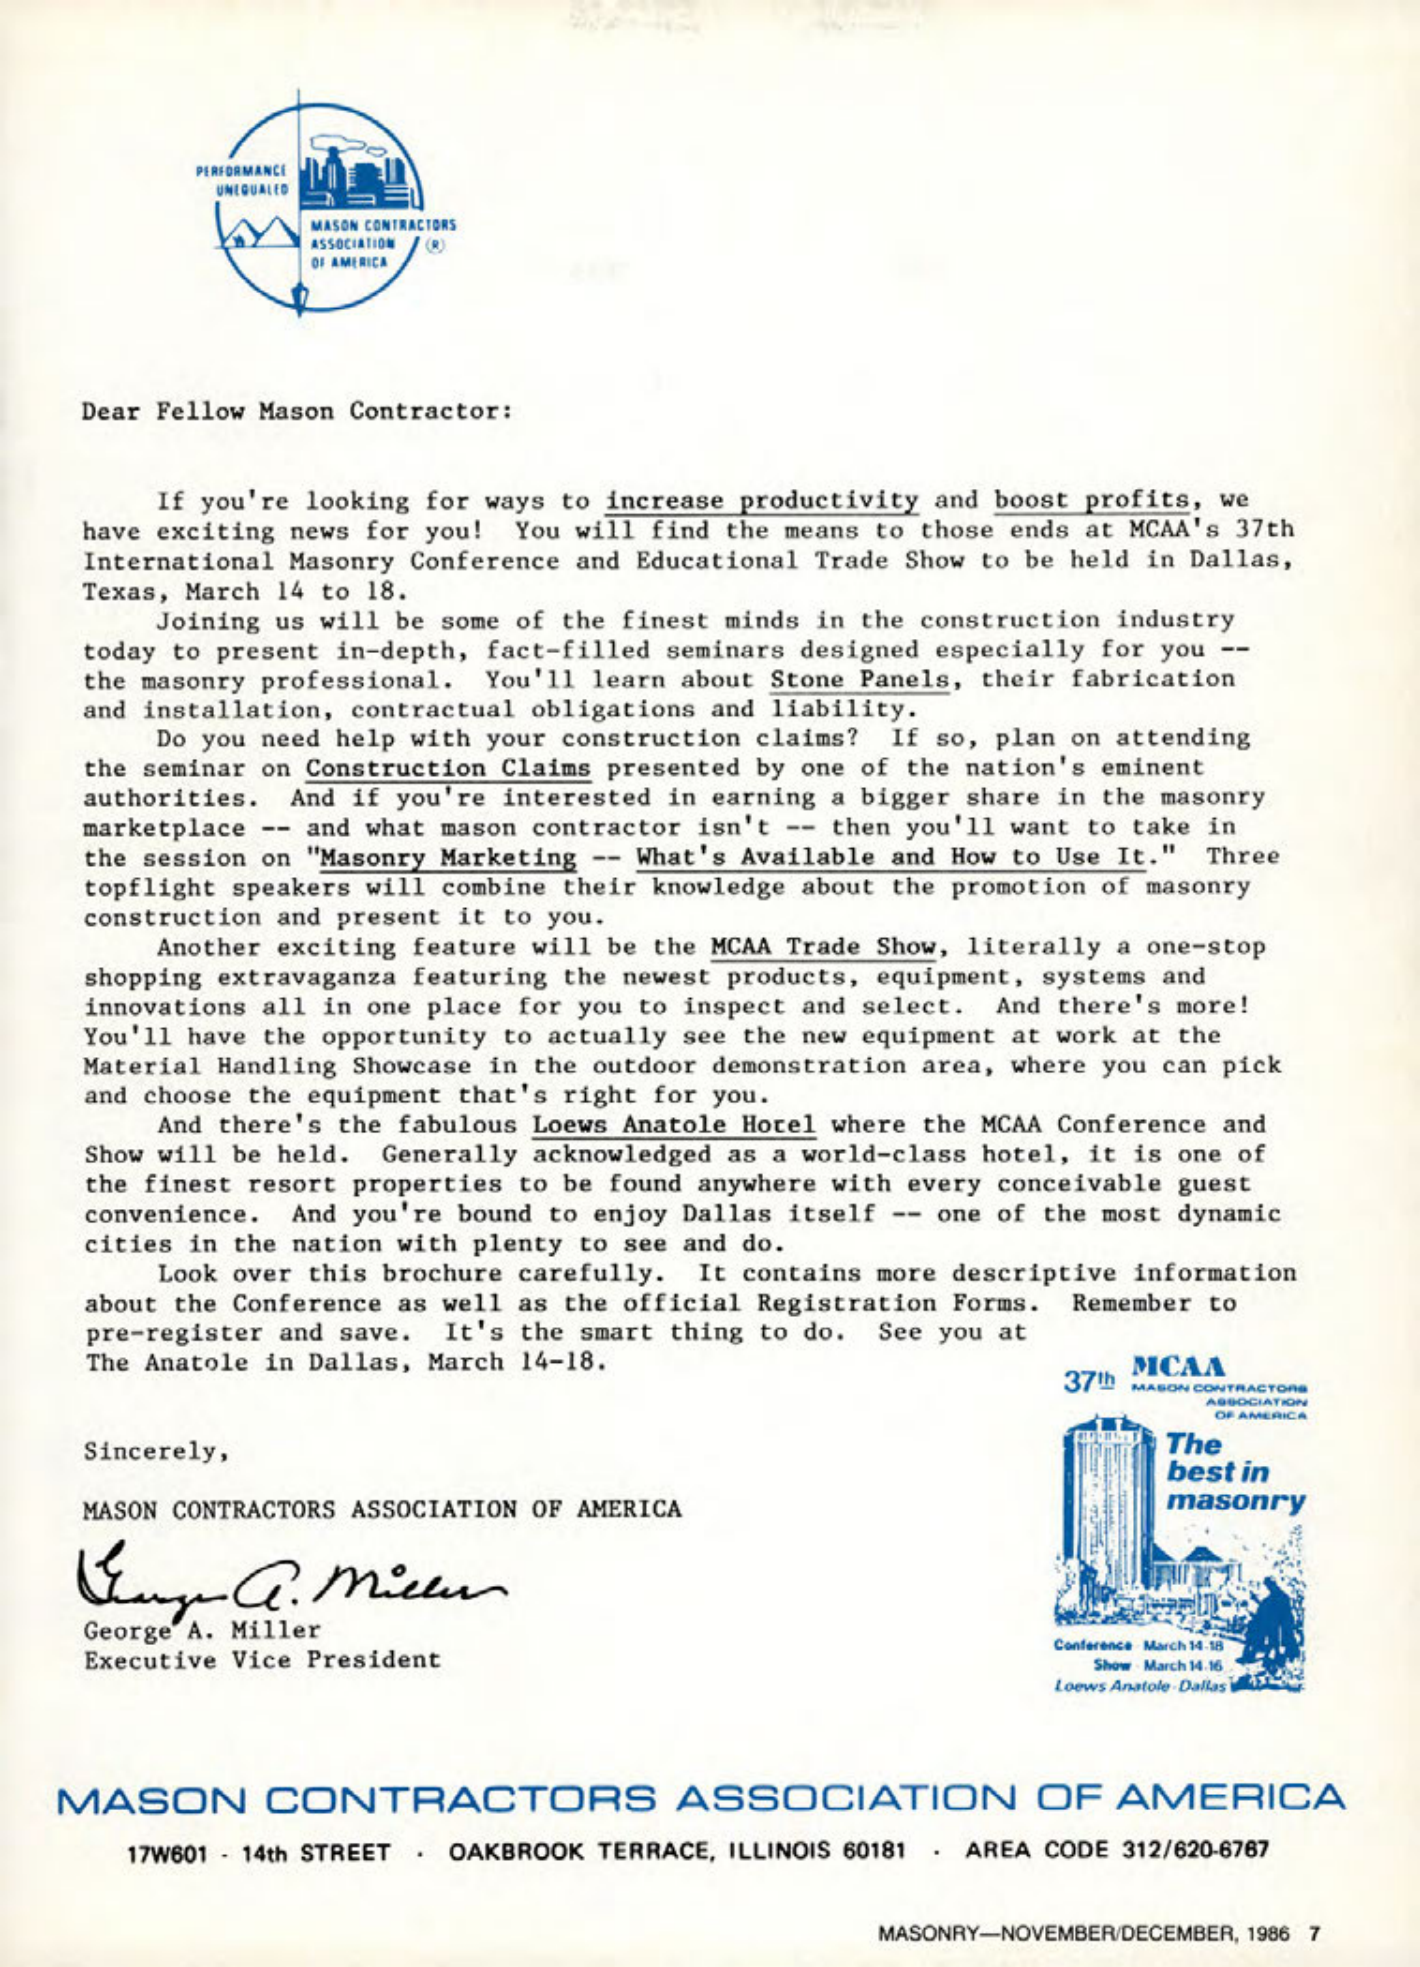 PERFORMANCE
UNEQUALED
MASON CONTRACTORS
ASSOCIATION
OF AMERICA
(R)
Dear Fellow Mason Contractor:
If you're looking for ways to increase productivity and boost profits, we
have exciting news for you! You will find the means to those ends at MCAA's 37th
International Masonry Conference and Educational Trade Show to be held in Dallas,
Texas, March 14 to 18.
Joining us will be some of the finest minds in the construction industry
today to present in-depth, fact-filled seminars designed especially for you --
the masonry professional. You'll learn about Stone Panels, their fabrication
and installation, contractual obligations and liability.
Do you need help with your construction claims? If so, plan on attending
the seminar on Construction Claims presented by one of the nation's eminent
authorities. And if you're interested in earning a bigger share in the masonry
marketplace -- and what mason contractor isn't -- then you'll want to take in
the session on "Masonry Marketing -- What's Available and How to Use It." Three
topflight speakers will combine their knowledge about the promotion of masonry
construction and present it to you.
Another exciting feature will be the MCAA Trade Show, literally a one-stop
shopping extravaganza featuring the newest products, equipment, systems and
innovations all in one place for you to inspect and select. And there's more!
You'll have the opportunity to actually see the new equipment at work at the
Material Handling Showcase in the outdoor demonstration area, where you can pick
and choose the equipment that's right for you.
And there's the fabulous Loews Anatole Hotel where the MCAA Conference and
Show will be held. Generally acknowledged as a world-class hotel, it is one of
the finest resort properties to be found anywhere with every conceivable guest
convenience. And you're bound to enjoy Dallas itself -- one of the most dynamic
cities in the nation with plenty to see and do.
Look over this brochure carefully. It contains more descriptive information
about the Conference as well as the official Registration Forms. Remember to
pre-register and save. It's the smart thing to do. See you at
The Anatole in Dallas, March 14-18.
Sincerely,
MASON CONTRACTORS ASSOCIATION OF AMERICA
George A. Miller
George A. Miller
Executive Vice President
37th MCAA
MASON CONTRACTORS
ASSOCIATION
OF AMERICA
The
best in
masonry
Conference - March 14-18
Show - March 14-16
Loews Anatole - Dallas
MASON CONTRACTORS ASSOCIATION OF AMERICA
17W601 - 14th STREET · OAKBROOK TERRACE, ILLINOIS 60181 · AREA CODE 312/620-6767
MASONRY—NOVEMBER/DECEMBER, 1986 7